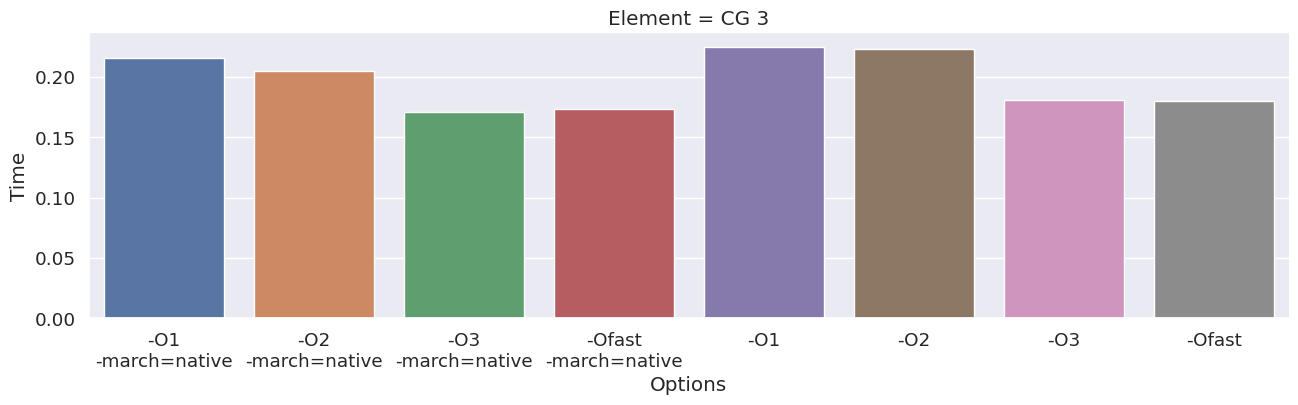 Element = CG 3
Time
0.20
0.15
0.10
0.05
0.00
-O1
-march=native
-O2
-march=native
-O3
-march=native
-Ofast
-march=native
-O1
-O2
-O3
-Ofast
Options